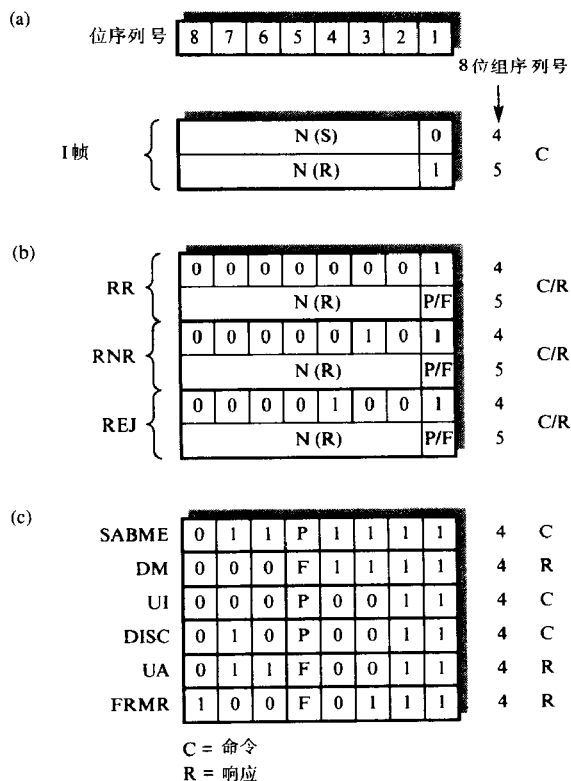 (a)
位序列号 8 7 6 5 4 3 2 1
8位组序列号
I帧
N(S) 0 4
N(R) 1 5
C
(b)
RR
0 0 0 0 0 0 0 1 4
N(R) P/F 5
C/R
RNR
0 0 0 0 0 1 0 1 4
N(R) P/F 5
C/R
REJ
0 0 0 0 1 0 0 1 4
N(R) P/F 5
C/R
(c)
SABME 0 1 1 P 1 1 1 1 4 C
DM 0 0 0 F 1 1 1 1 4 R
UI 0 0 0 P 0 0 1 1 4 C
DISC 0 1 0 P 0 0 1 1 4 C
UA 0 1 1 F 0 0 1 1 4 R
FRMR 1 0 0 F 0 1 1 1 4 R
C = 命令
R = 响应